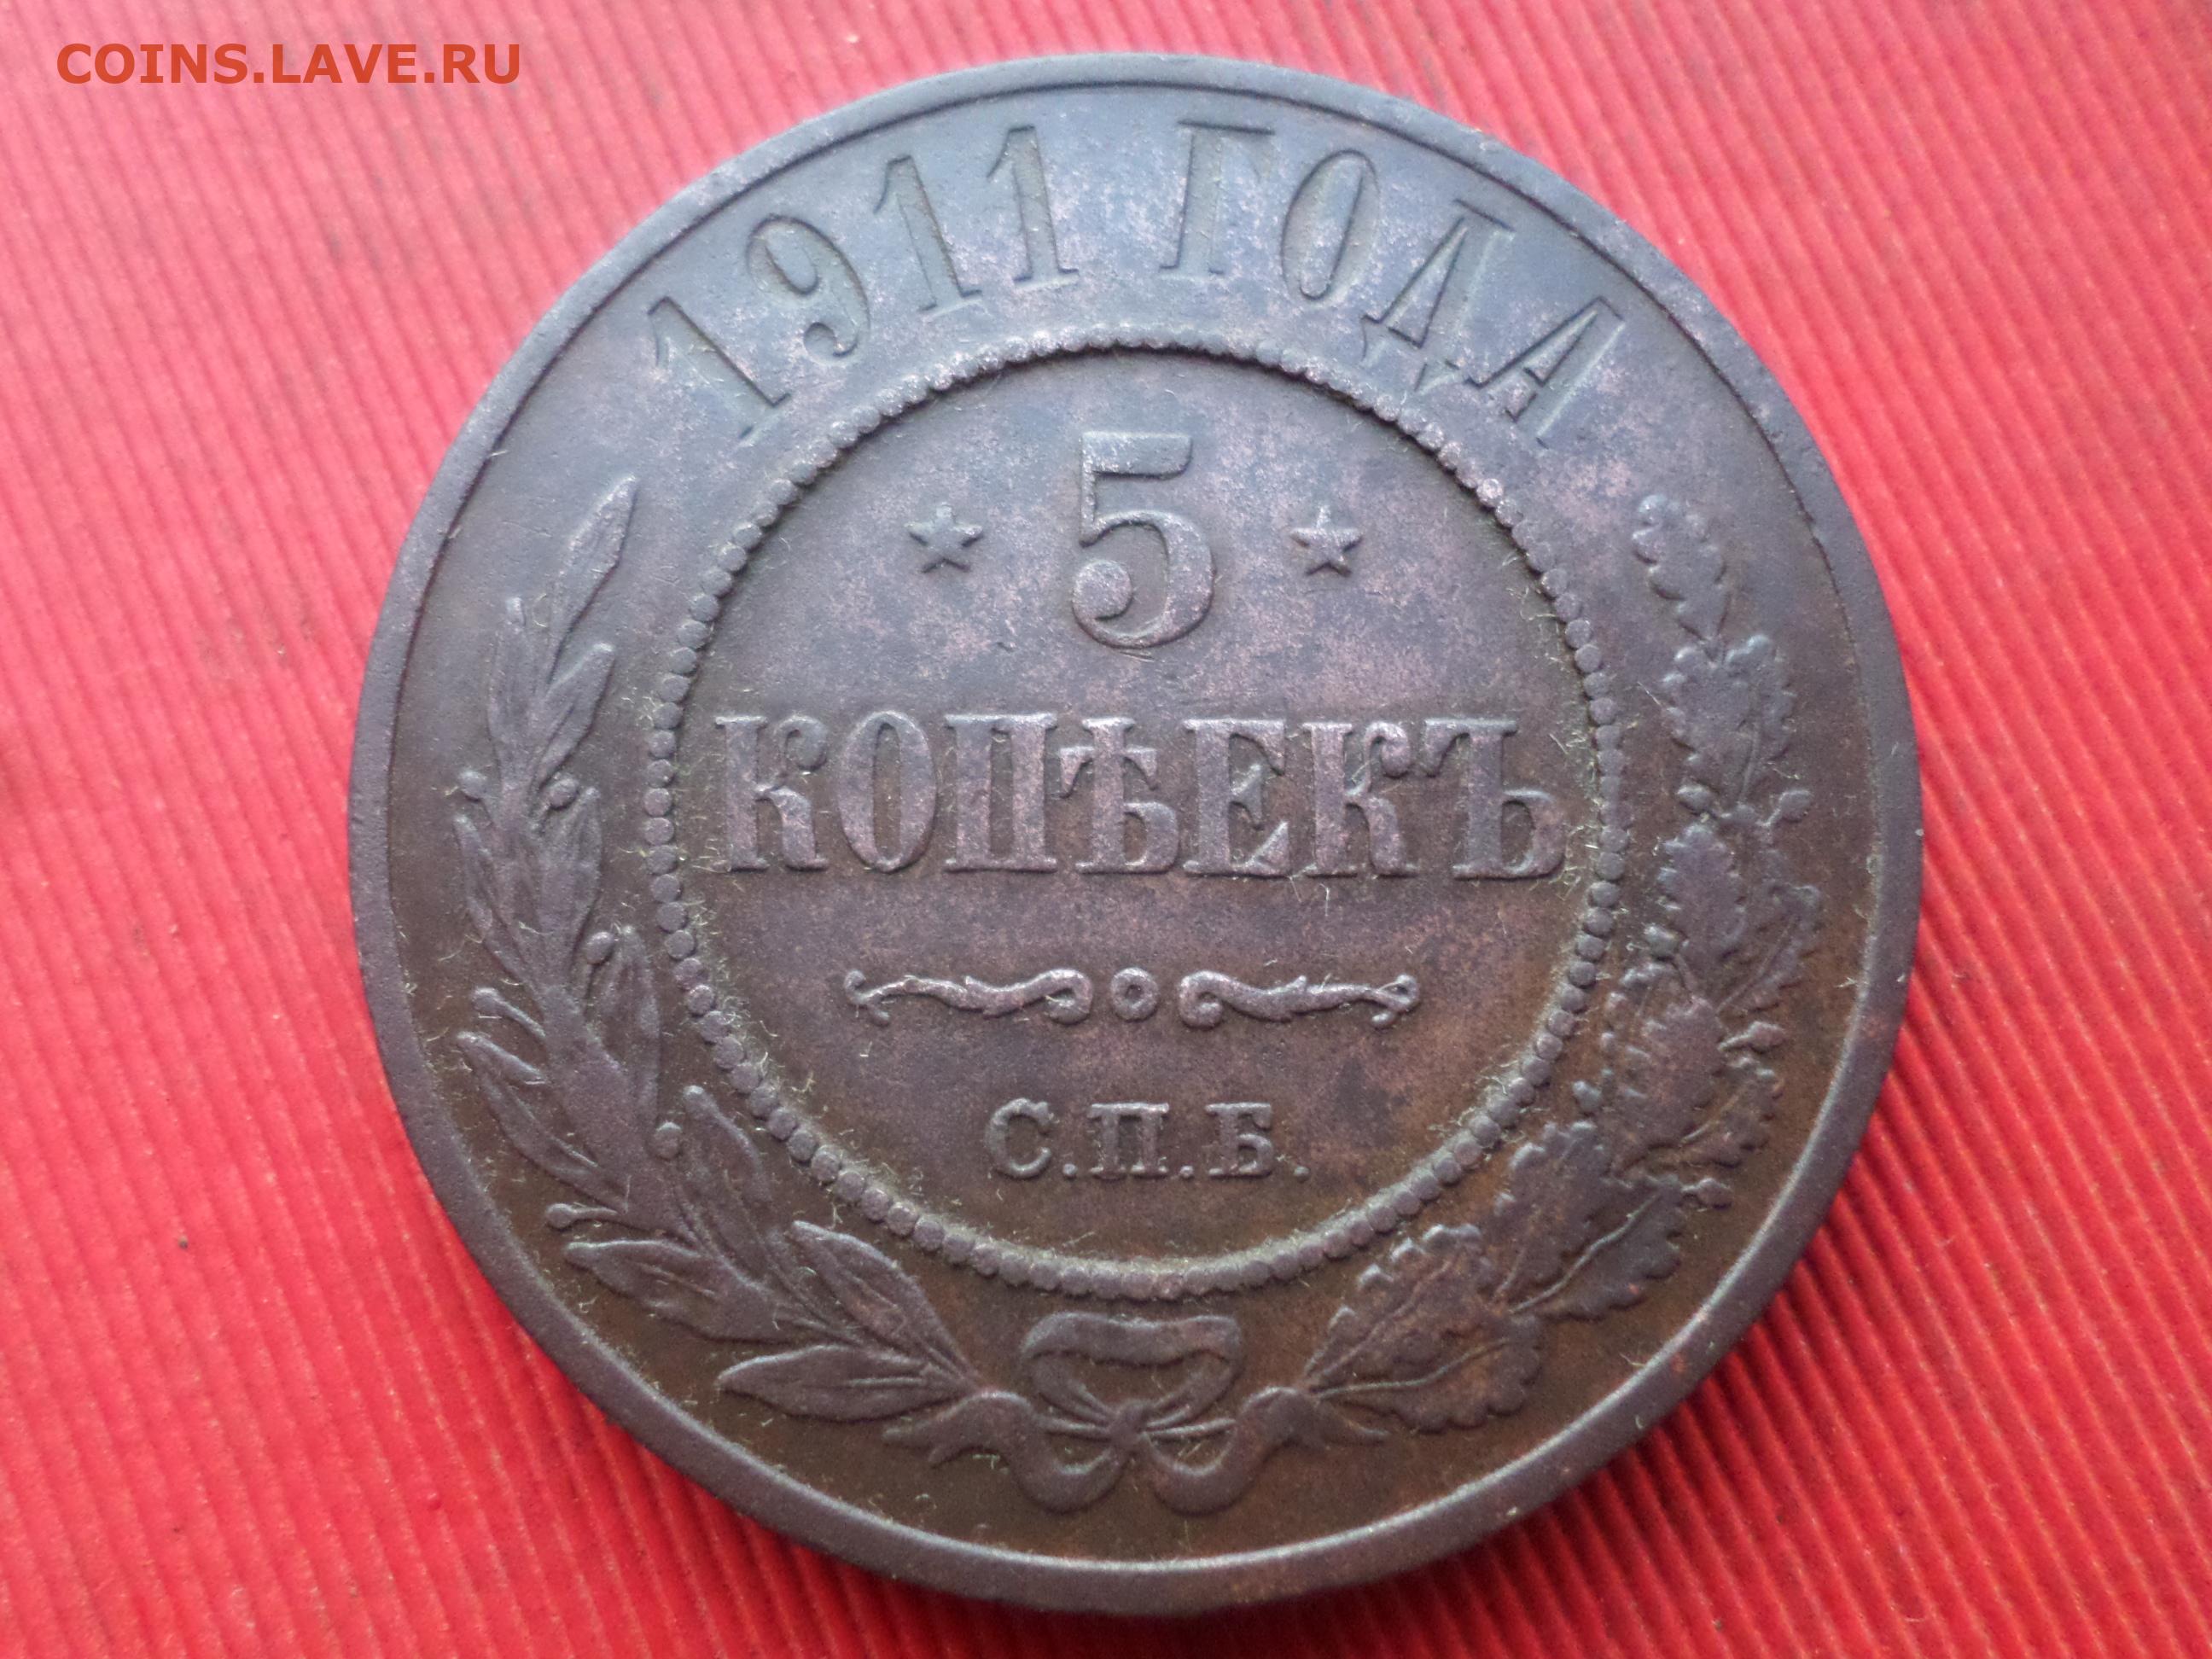 COINS.LAVE.RU
1911 ГОДА
5
КОПѢЕКЪ
С.П.Б.